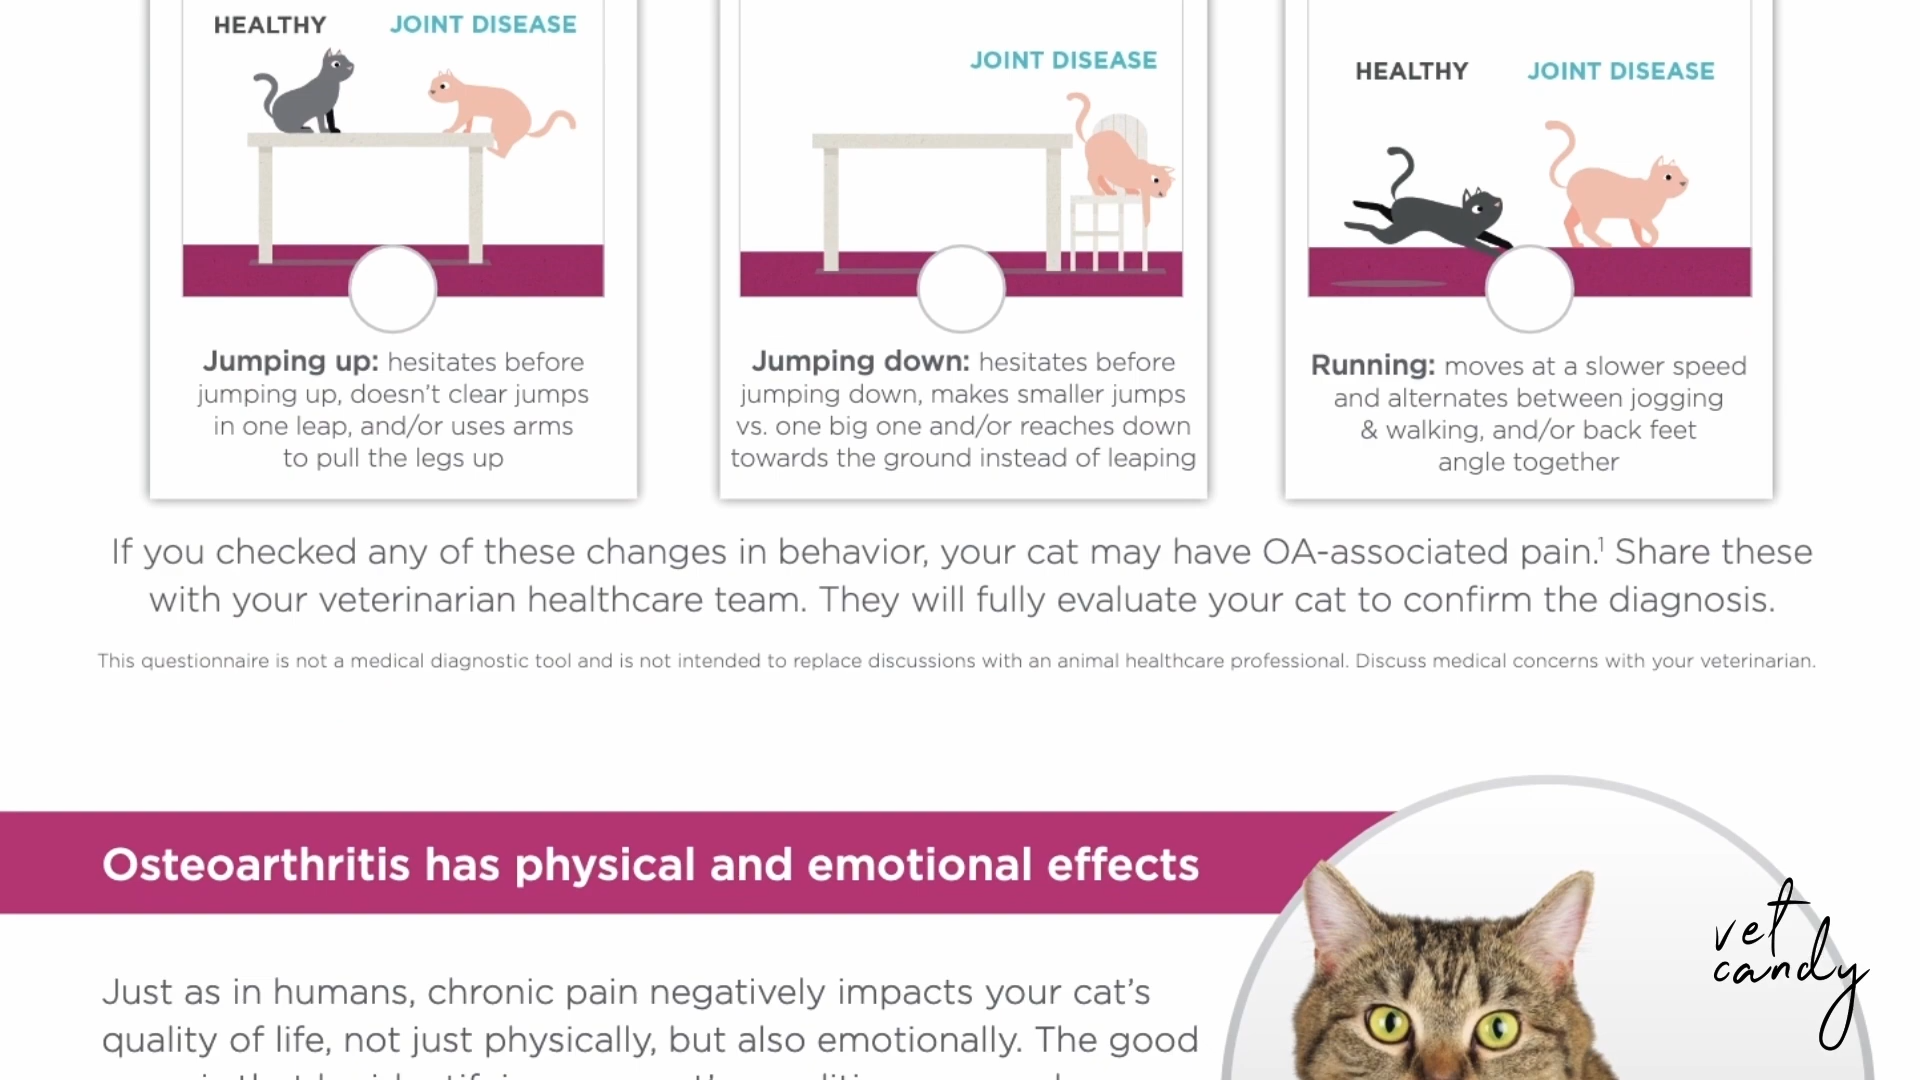 HEALTHY JOINT DISEASE
Jumping up: hesitates before
jumping up, doesn't clear jumps
in one leap, and/or uses arms
to pull the legs up
JOINT DISEASE
Jumping down: hesitates before
jumping down, makes smaller jumps
vs. one big one and/or reaches down
towards the ground instead of leaping
HEALTHY JOINT DISEASE
Running: moves at a slower speed
and alternates between jogging
& walking, and/or back feet
angle together
If you checked any of these changes in behavior, your cat may have OA-associated pain.¹ Share these
with your veterinarian healthcare team. They will fully evaluate your cat to confirm the diagnosis.
This questionnaire is not a medical diagnostic tool and is not intended to replace discussions with an animal healthcare professional. Discuss medical concerns with your veterinarian.
Osteoarthritis has physical and emotional effects
Just as in humans, chronic pain negatively impacts your cat's
quality of life, not just physically, but also emotionally. The good
vet
candy